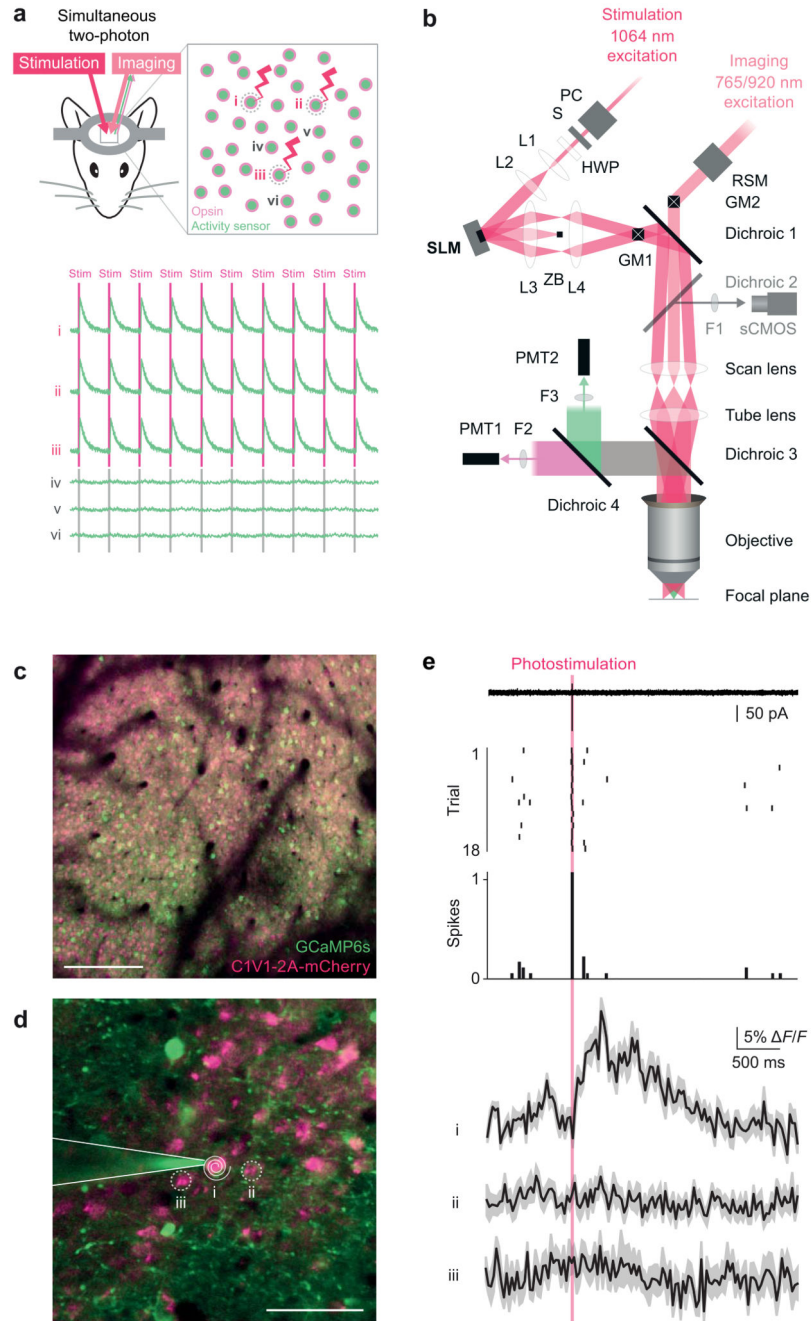 a
Simultaneous
two-photon
Stimulation
Imaging
i
ii
iv
v
iii
vi
Opsin
Activity sensor
Stim Stim Stim Stim Stim Stim Stim Stim Stim Stim
i
ii
iii
iv
v
vi
b
Stimulation
1064 nm
excitation
Imaging
765/920 nm
excitation
PC
S
L1
L2
HWP
RSM
GM2
SLM
Dichroic 1
GM1
ZB
L3
L4
Dichroic 2
F1
sCMOS
PMT2
Scan lens
F3
Tube lens
PMT1
F2
Dichroic 3
Dichroic 4
Objective
Focal plane
c
GCaMP6s
C1V1-2A-mCherry
d
iii
i
ii
e
Photostimulation
50 pA
1
Trial
18
1
Spikes
0
5% ΔF/F
500 ms
i
ii
iii